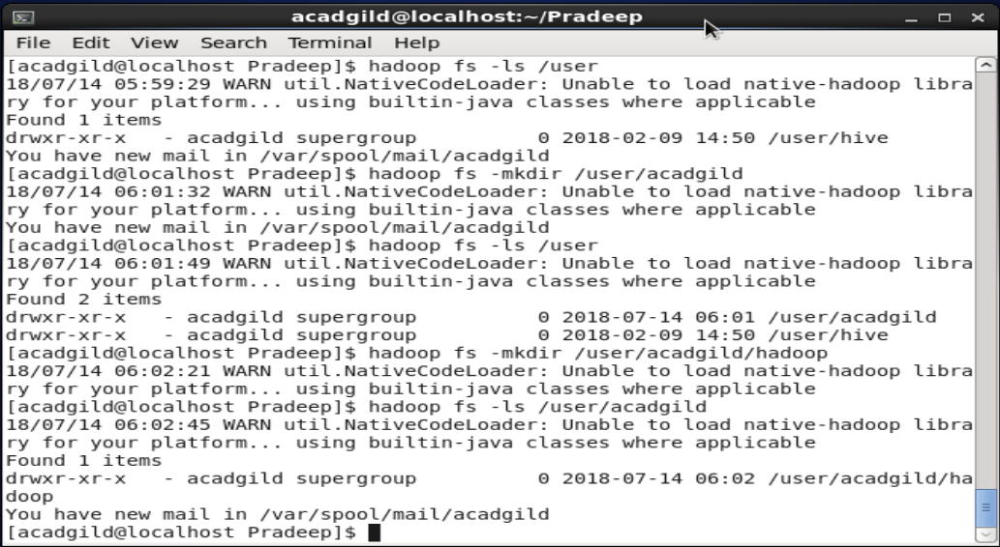 acadgild@localhost:~/Pradeep
File Edit View Search Terminal Help
[acadgild@localhost Pradeep]$ hadoop fs -ls /user
18/07/14 05:59:29 WARN util.NativeCodeLoader: Unable to load native-hadoop libra
ry for your platform... using builtin-java classes where applicable
Found 1 items
drwxr-xr-x   - acadgild supergroup          0 2018-02-09 14:50 /user/hive
You have new mail in /var/spool/mail/acadgild
[acadgild@localhost Pradeep]$ hadoop fs -mkdir /user/acadgild
18/07/14 06:01:32 WARN util.NativeCodeLoader: Unable to load native-hadoop libra
ry for your platform... using builtin-java classes where applicable
You have new mail in /var/spool/mail/acadgild
[acadgild@localhost Pradeep]$ hadoop fs -ls /user
18/07/14 06:01:49 WARN util.NativeCodeLoader: Unable to load native-hadoop libra
ry for your platform... using builtin-java classes where applicable
Found 2 items
drwxr-xr-x   - acadgild supergroup          0 2018-07-14 06:01 /user/acadgild
drwxr-xr-x   - acadgild supergroup          0 2018-02-09 14:50 /user/hive
[acadgild@localhost Pradeep]$ hadoop fs -mkdir /user/acadgild/hadoop
18/07/14 06:02:21 WARN util.NativeCodeLoader: Unable to load native-hadoop libra
ry for your platform... using builtin-java classes where applicable
[acadgild@localhost Pradeep]$ hadoop fs -ls /user/acadgild
18/07/14 06:02:45 WARN util.NativeCodeLoader: Unable to load native-hadoop libra
ry for your platform... using builtin-java classes where applicable
Found 1 items
drwxr-xr-x   - acadgild supergroup          0 2018-07-14 06:02 /user/acadgild/ha
doop
You have new mail in /var/spool/mail/acadgild
[acadgild@localhost Pradeep]$